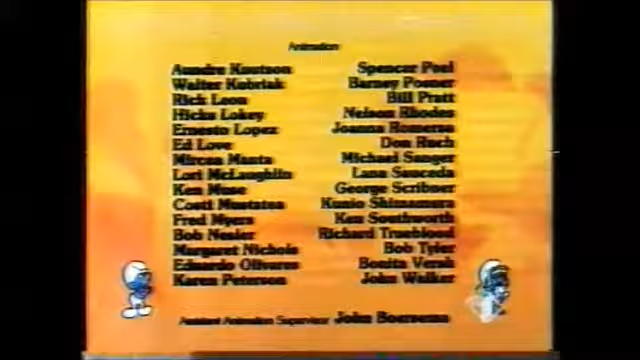 Animation
Aundre Knutson Spencer Peel
Walter Kubiak Barney Posner
Rick Leon Bill Pratt
Hicks Lokey Nelson Rhodes
Ernesto Lopez Joanna Romersa
Ed Love Don Ruch
Mircea Manta Michael Sanger
Lori McLaughlin Lana Sauceda
Ken Muse George Scribner
Costi Mustatea Kunio Shimamura
Fred Myers Ken Southworth
Bob Nesler Richard Trueblood
Margaret Nichols Bob Tyler
Eduardo Olivares Bonita Versh
Karen Peterson John Walker
Assistant Animation Supervisor John Boersema